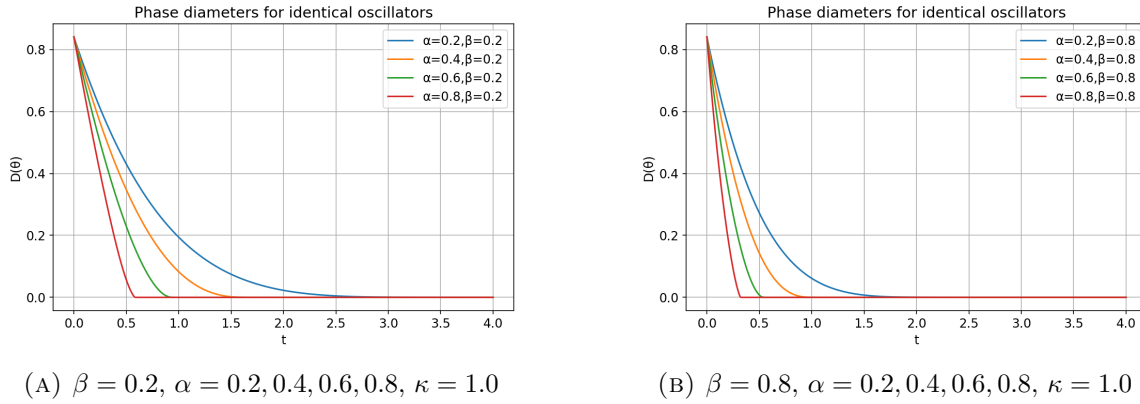 Phase diameters for identical oscillators
α=0.2,β=0.2
α=0.4,β=0.2
α=0.6,β=0.2
α=0.8,β=0.2
D(θ)
0.8
0.6
0.4
0.2
0.0
0.0 0.5 1.0 1.5 2.0 2.5 3.0 3.5 4.0
t
(A) β = 0.2, α = 0.2, 0.4, 0.6, 0.8, κ = 1.0
Phase diameters for identical oscillators
α=0.2,β=0.8
α=0.4,β=0.8
α=0.6,β=0.8
α=0.8,β=0.8
D(θ)
0.8
0.6
0.4
0.2
0.0
0.0 0.5 1.0 1.5 2.0 2.5 3.0 3.5 4.0
t
(B) β = 0.8, α = 0.2, 0.4, 0.6, 0.8, κ = 1.0